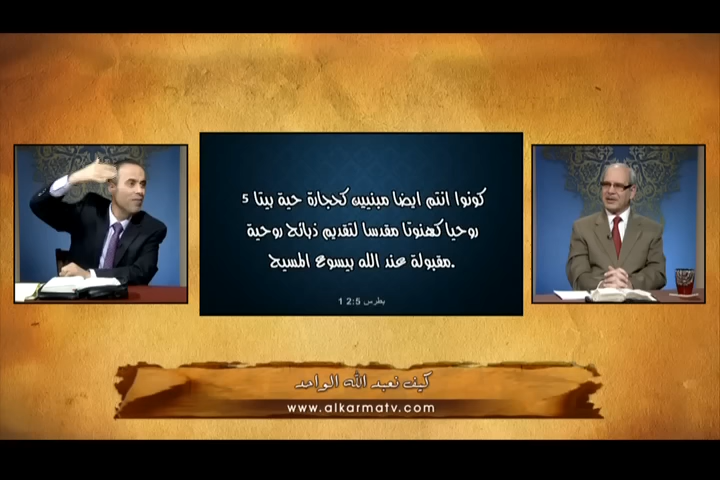 كونوا انتم ايضا مبنيين كحجارة حية بيتا 5
روحيا كهنوتا مقدسا لتقديم ذبائح روحية
مقبولة عند الله بيسوع المسيح.
بطرس 2:5 1
كيف نعبد الله الواحد
www.alkarmatv.com